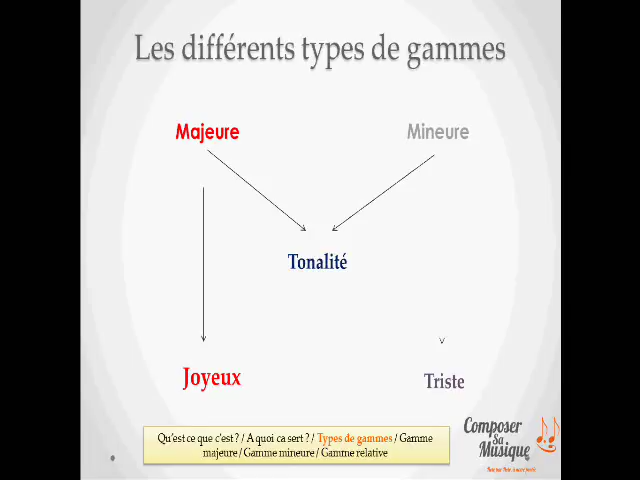 Les différents types de gammes
Majeure
Mineure
Tonalité
Joyeux
Triste
Qu'est ce que c'est ? / A quoi ca sert ? / Types de gammes / Gamme
majeure / Gamme mineure / Gamme relative
Composer
Sa
Musique